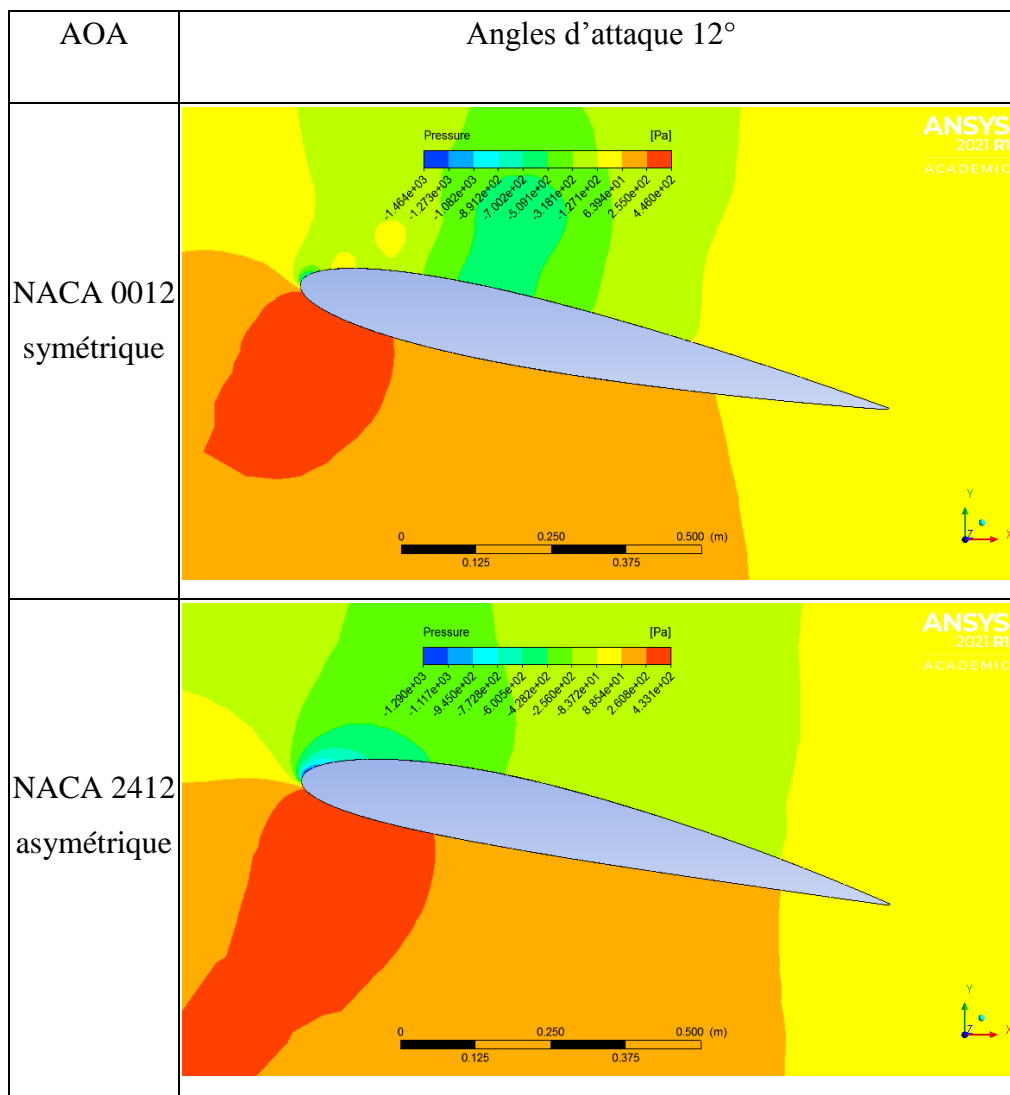 AOA
Angles d'attaque 12°
NACA 0012
symétrique
Pressure
[Pa]
-1.464e+03
-1.273e+03
-1.082e+03
-8.912e+02
-7.002e+02
-5.091e+02
-3.181e+02
-1.271e+02
6.394e+01
2.550e+02
4.460e+02
ANSYS
2021 R1
ACADEMIC
0
0.250
0.500 (m)
0.125
0.375
Y
Z
X
NACA 2412
asymétrique
Pressure
[Pa]
-1.290e+03
-1.117e+03
-9.450e+02
-7.728e+02
-6.005e+02
-4.282e+02
-2.560e+02
-8.372e+01
8.854e+01
2.608e+02
4.331e+02
ANSYS
2021 R1
ACADEMIC
0
0.250
0.500 (m)
0.125
0.375
Y
Z
X